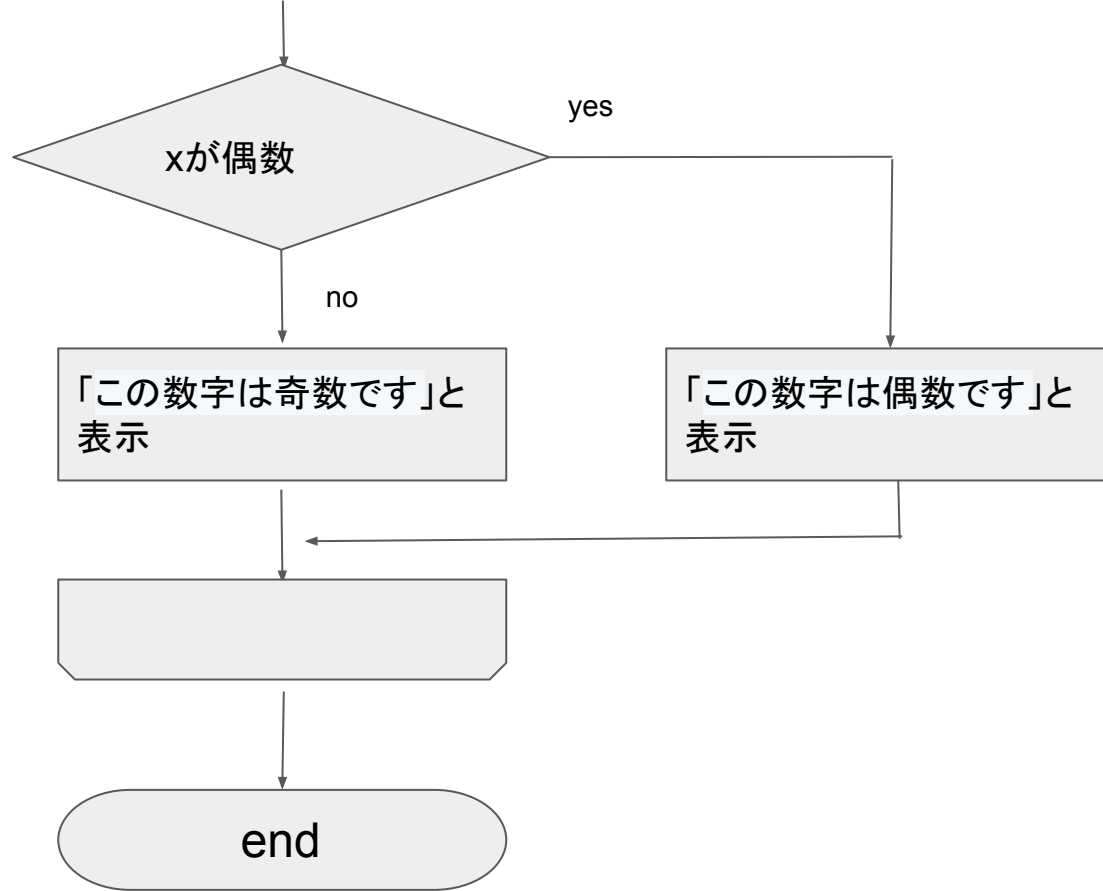 yes
xが偶数
no
「この数字は奇数です」と
表示
「この数字は偶数です」と
表示
end